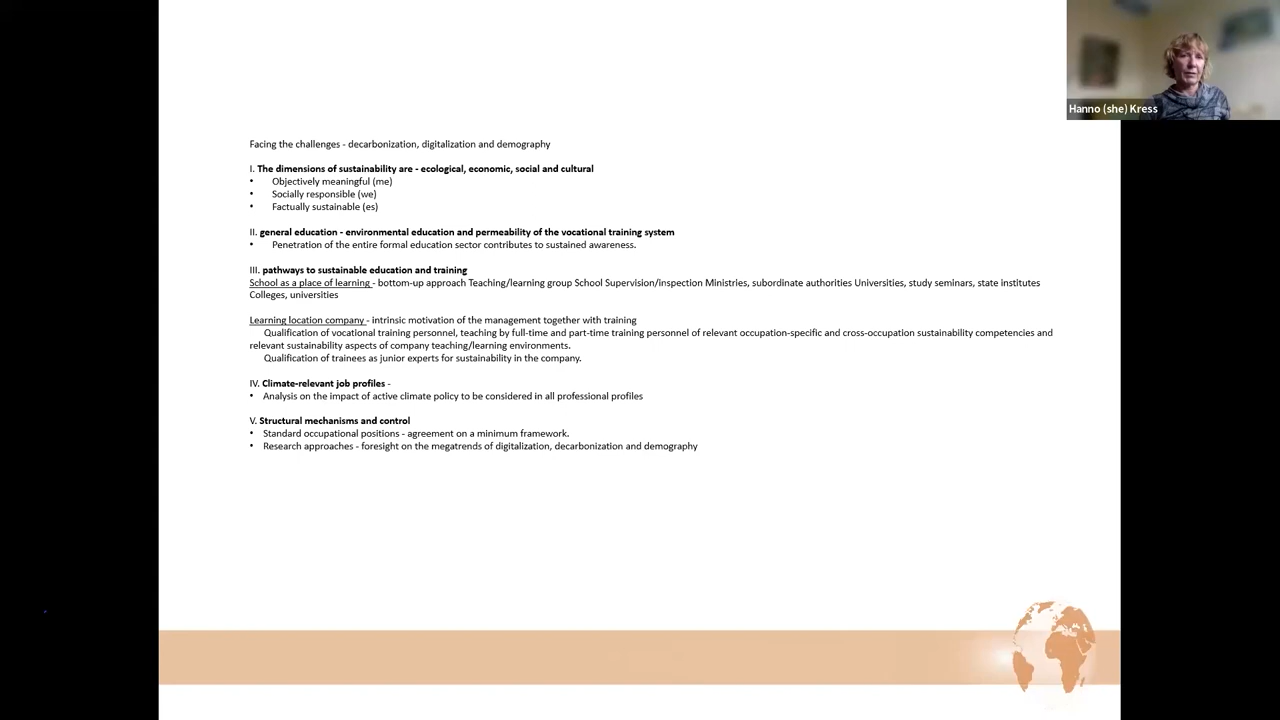 Hanno (she) Kress
Facing the challenges - decarbonization, digitalization and demography
I. The dimensions of sustainability are - ecological, economic, social and cultural
• Objectively meaningful (me)
• Socially responsible (we)
• Factually sustainable (es)
II. general education - environmental education and permeability of the vocational training system
• Penetration of the entire formal education sector contributes to sustained awareness.
III. pathways to sustainable education and training
School as a place of learning - bottom-up approach Teaching/learning group School Supervision/inspection Ministries, subordinate authorities Universities, study seminars, state institutes
Colleges, universities
Learning location company - intrinsic motivation of the management together with training
Qualification of vocational training personnel, teaching by full-time and part-time training personnel of relevant occupation-specific and cross-occupation sustainability competencies and
relevant sustainability aspects of company teaching/learning environments.
Qualification of trainees as junior experts for sustainability in the company.
IV. Climate-relevant job profiles -
• Analysis on the impact of active climate policy to be considered in all professional profiles
V. Structural mechanisms and control
• Standard occupational positions - agreement on a minimum framework.
• Research approaches - foresight on the megatrends of digitalization, decarbonization and demography